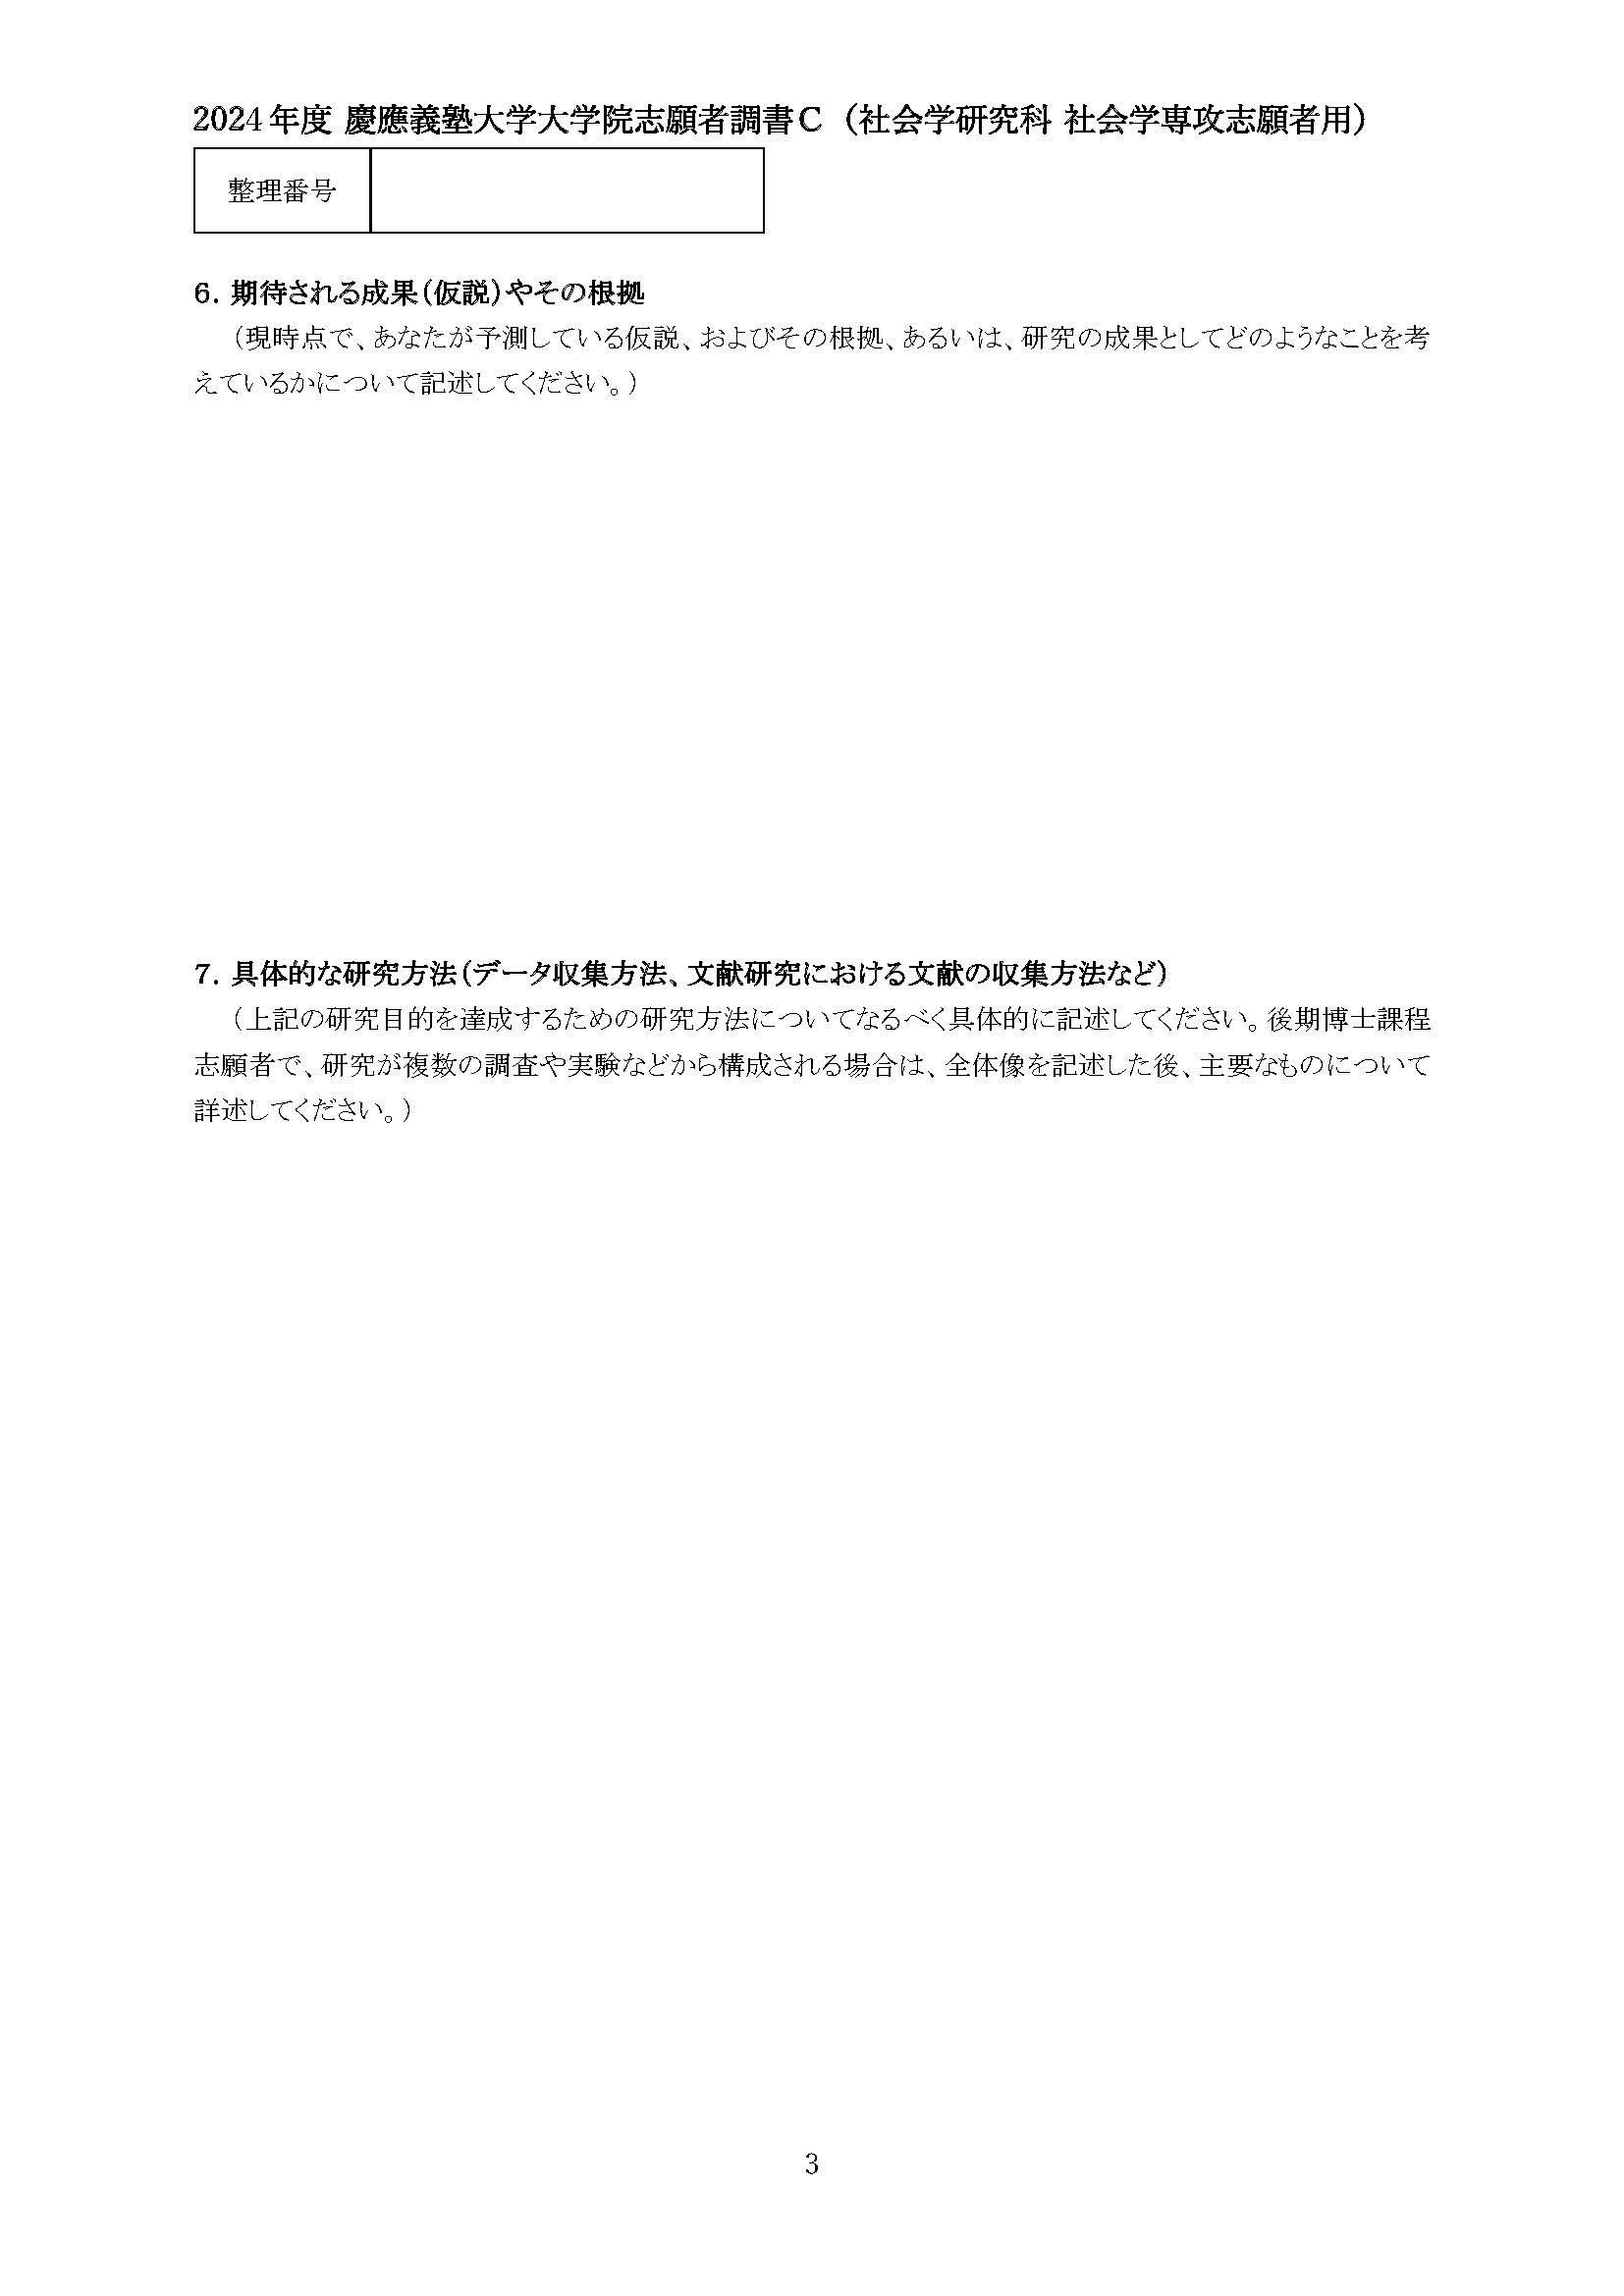 2024年度 慶應義塾大学大学院志願者調書C （社会学研究科 社会学専攻志願者用）
整理番号
6. 期待される成果（仮説）やその根拠
（現時点で、あなたが予測している仮説、およびその根拠、あるいは、研究の成果としてどのようなことを考
えているかについて記述してください。）
7. 具体的な研究方法（データ収集方法、文献研究における文献の収集方法など）
（上記の研究目的を達成するための研究方法についてなるべく具体的に記述してください。後期博士課程
志願者で、研究が複数の調査や実験などから構成される場合は、全体像を記述した後、主要なものについて
詳述してください。）
3